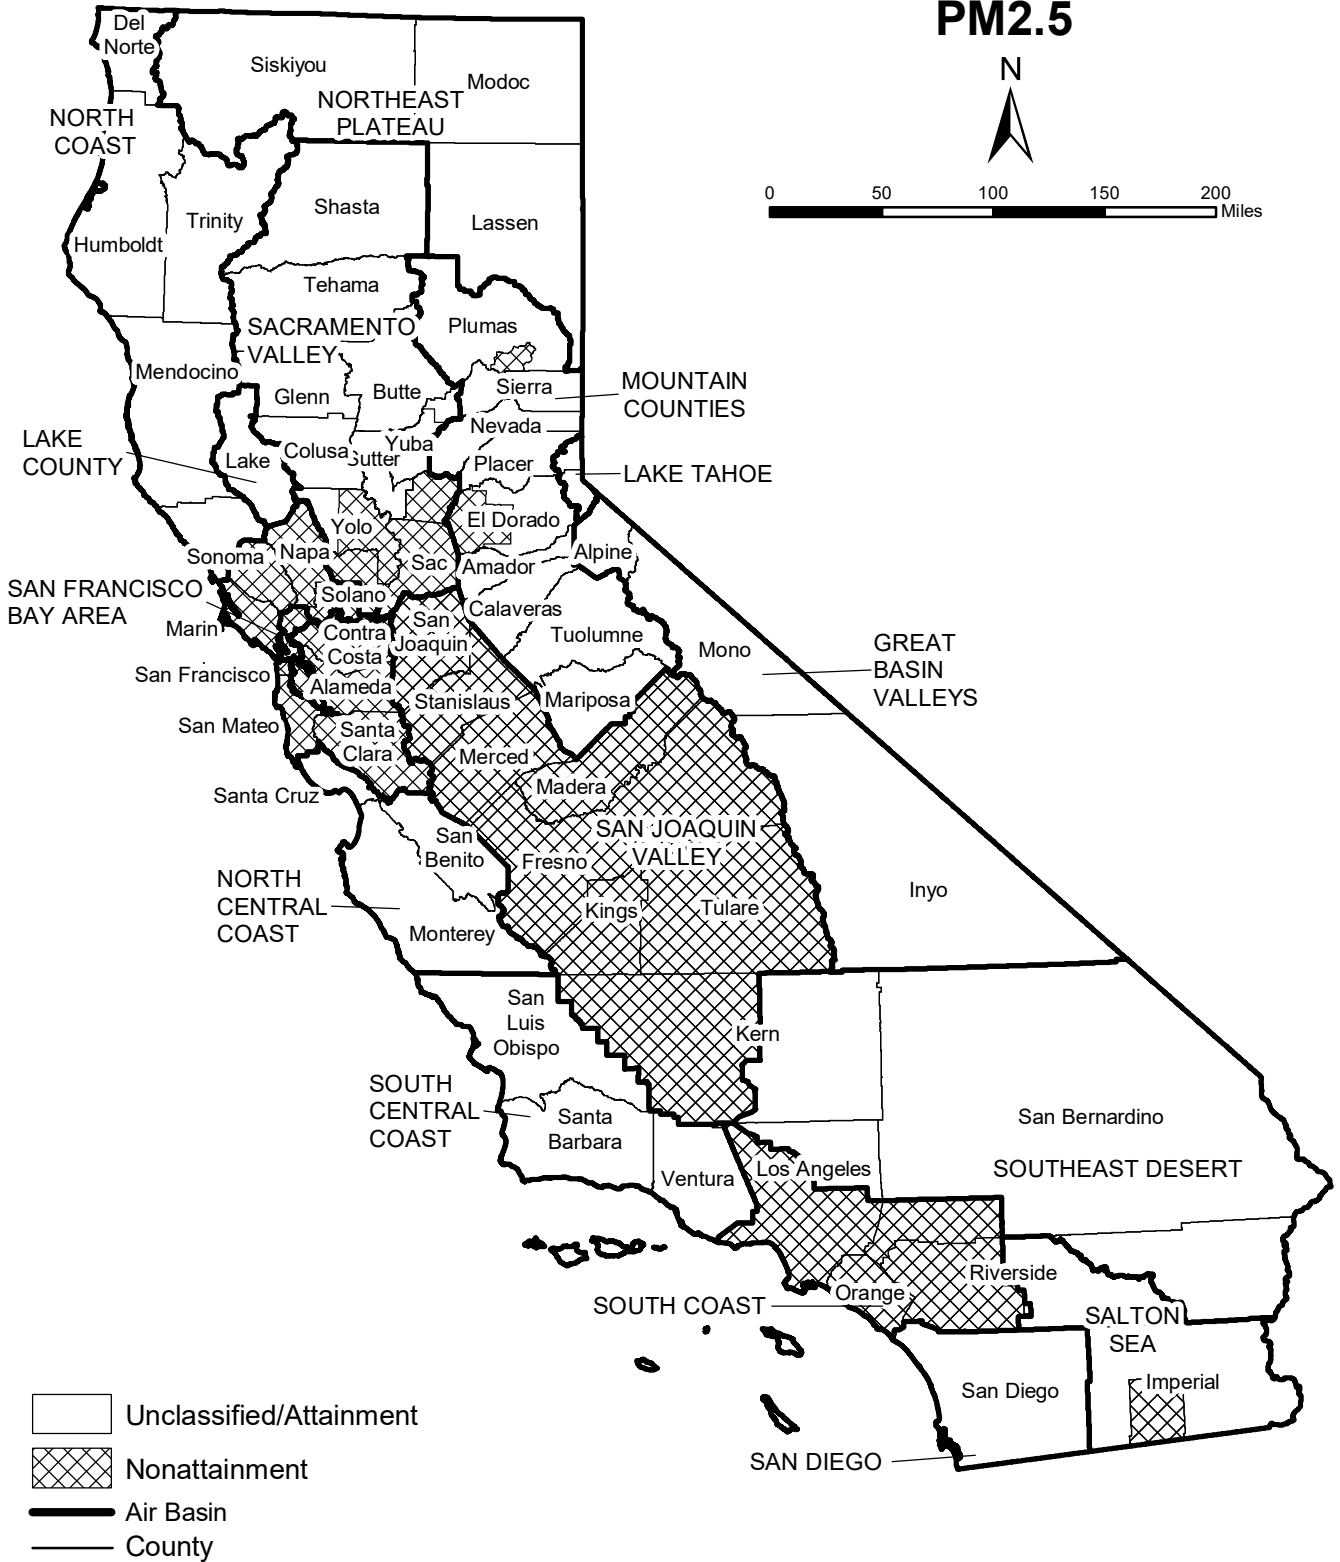 PM2.5
N
0 50 100 150 200
Miles
Del
Norte
Siskiyou
Modoc
NORTHEAST
PLATEAU
NORTH
COAST
Shasta
Trinity
Lassen
Humboldt
Tehama
SACRAMENTO
VALLEY
Plumas
Mendocino
Glenn
Butte
Sierra
MOUNTAIN
COUNTIES
Nevada
LAKE
COUNTY
Lake
Colusa
Yuba
Sutter
Placer
LAKE TAHOE
Yolo
El Dorado
Sonoma
Napa
Sac
Amador
Alpine
SAN FRANCISCO
BAY AREA
Solano
Calaveras
Marin
Contra
Costa
San
Joaquin
Tuolumne
Mono
GREAT
BASIN
VALLEYS
San Francisco
Alameda
Stanislaus
Mariposa
San Mateo
Santa
Clara
Merced
Santa Cruz
Madera
SAN JOAQUIN
VALLEY
San
Benito
Fresno
NORTH
CENTRAL
COAST
Monterey
Kings
Tulare
Inyo
San
Luis
Obispo
Kern
SOUTH
CENTRAL
COAST
Santa
Barbara
San Bernardino
Ventura
Los Angeles
SOUTHEAST DESERT
Riverside
Orange
SOUTH COAST
SALTON
SEA
San Diego
Imperial
SAN DIEGO
Unclassified/Attainment
Nonattainment
Air Basin
County